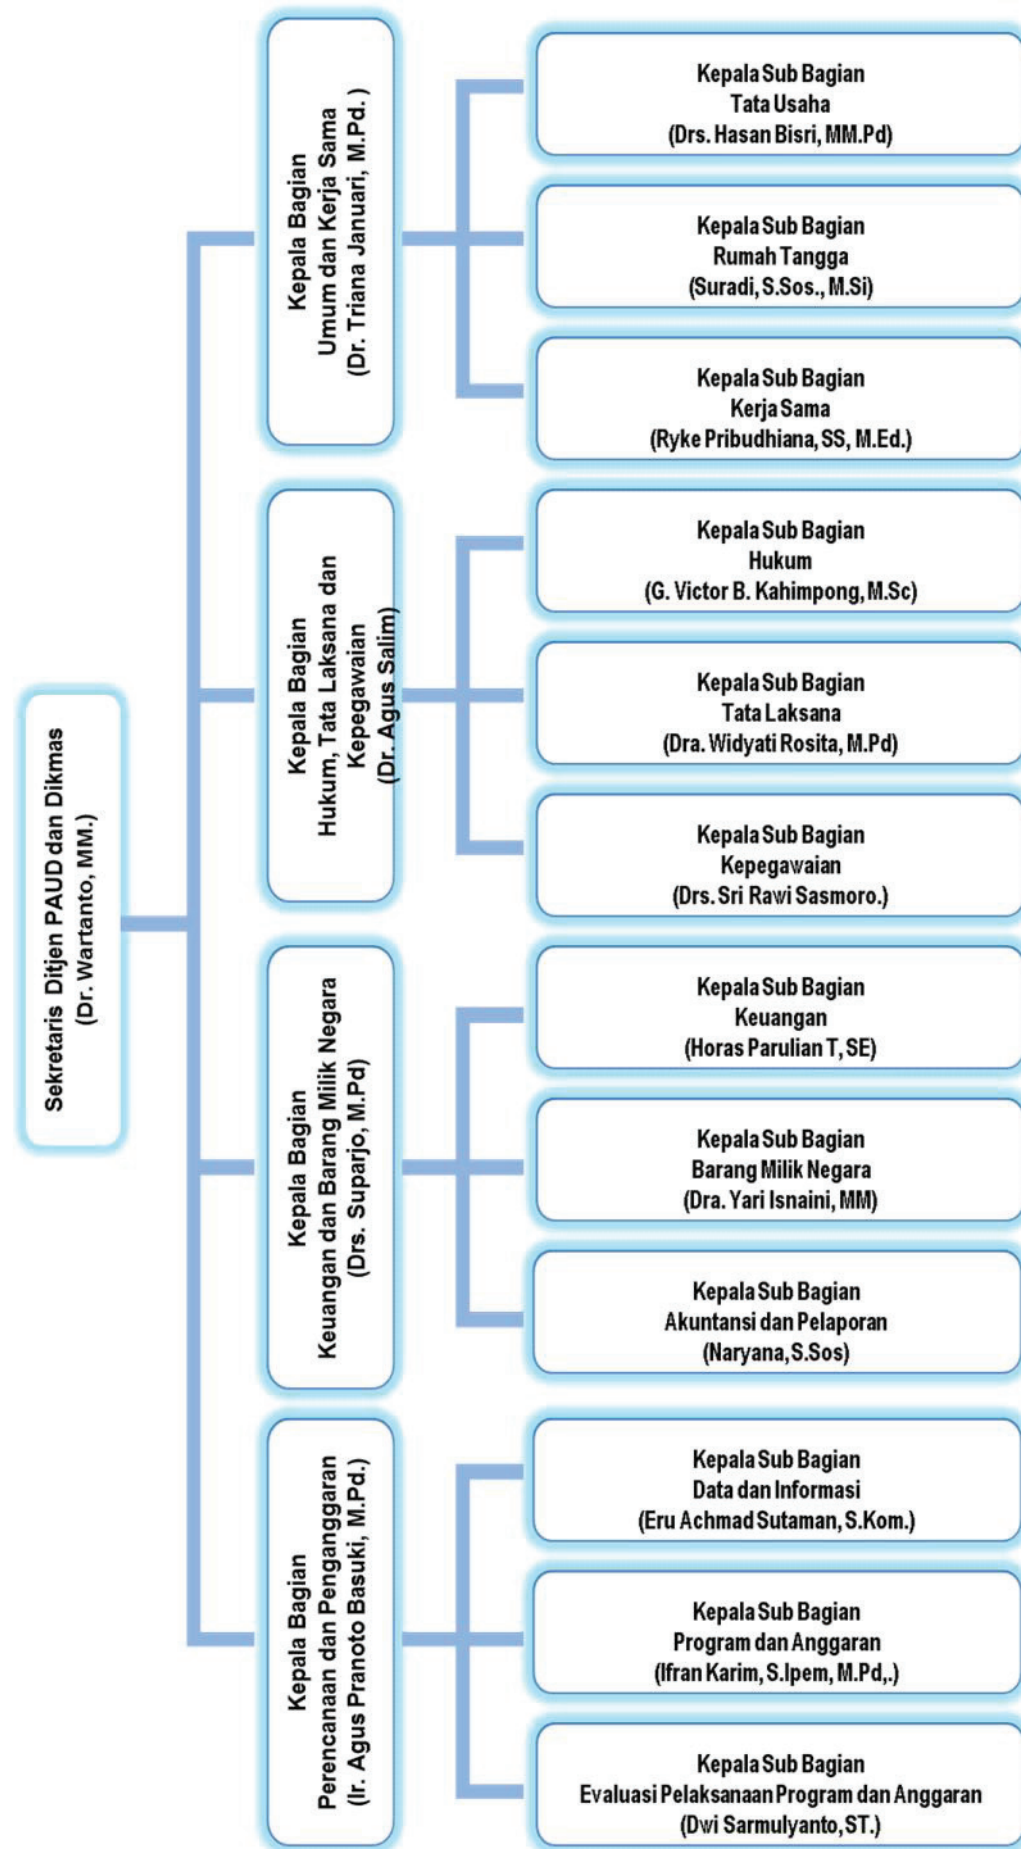 Sekretaris Ditjen PAUD dan Dikmas
(Dr. Wartanto, MM.)
Kepala Bagian
Umum dan Kerja Sama
(Dr. Triana Januari, M.Pd. )
Kepala Sub Bagian
Tata Usaha
(Drs. Hasan Bisri, MM.Pd)
Kepala Sub Bagian
Rumah Tangga
(Suradi, S.Sos., M.Si)
Kepala Sub Bagian
Kerja Sama
(Ryke Pribudhiana, SS, M.Ed.)
Kepala Bagian
Hukum, Tata Laksana dan
Kepegawaian
(Dr. Agus Salim)
Kepala Sub Bagian
Hukum
(G. Victor B. Kahimpong, M.Sc)
Kepala Sub Bagian
Tata Laksana
(Dra. Widyati Rosita, M.Pd)
Kepala Sub Bagian
Kepegawaian
(Drs. Sri Rawi Sasmoro.)
Kepala Bagian
Keuangan dan Barang Milik Negara
(Drs. Suparjo, M.Pd)
Kepala Sub Bagian
Keuangan
(Horas Parulian T, SE)
Kepala Sub Bagian
Barang Milik Negara
(Dra. Yari Isnaini, MM)
Kepala Sub Bagian
Akuntansi dan Pelaporan
(Naryana, S.Sos)
Kepala Bagian
Perencanaan dan Penganggaran
(Ir. Agus Pranoto Basuki, M.Pd.)
Kepala Sub Bagian
Data dan Informasi
(Eru Achmad Sutaman, S.Kom.)
Kepala Sub Bagian
Program dan Anggaran
(Ifran Karim, S.Ipem, M.Pd,.)
Kepala Sub Bagian
Evaluasi Pelaksanaan Program dan Anggaran
(Dwi Sarmulyanto, ST.)